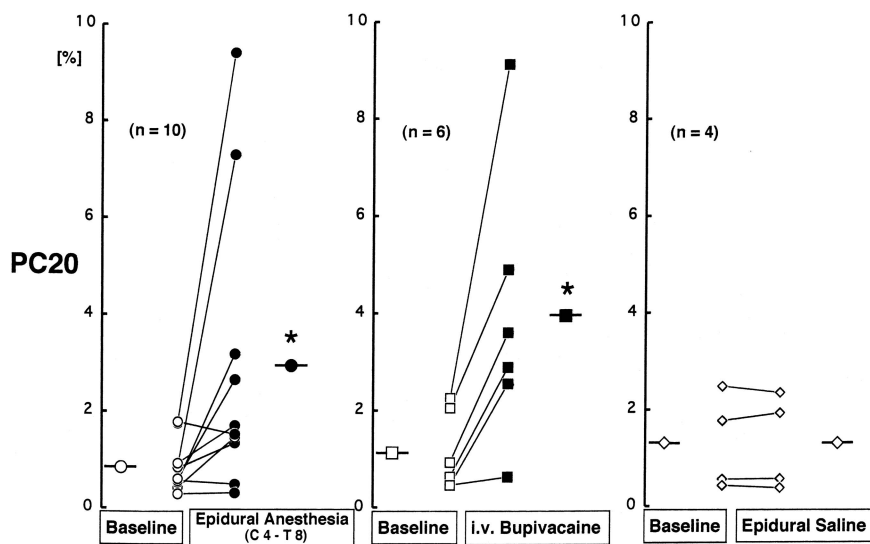 10
[%]
8
6
4
2
0
(n = 10)
*
PC20
Baseline
Epidural Anesthesia
(C 4 - T 8)
10
8
6
4
2
0
(n = 6)
*
Baseline
i.v. Bupivacaine
10
8
6
4
2
0
(n = 4)
Baseline
Epidural Saline